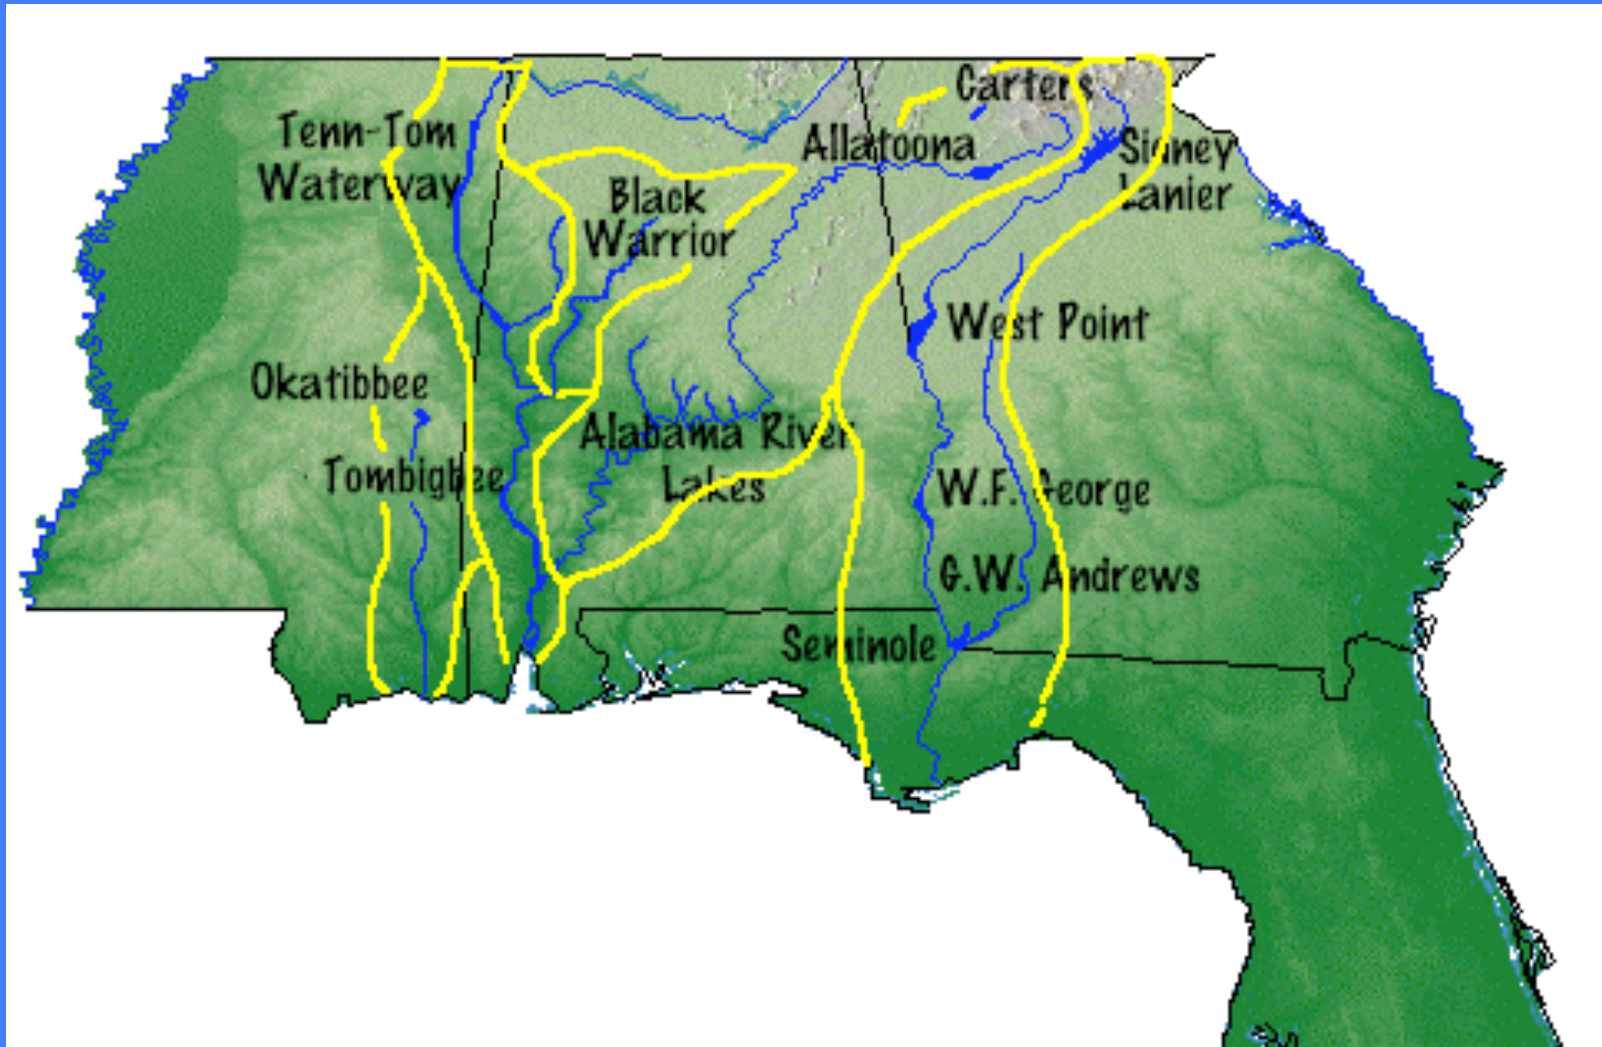 Carters
Tenn-Tom
Waterway
Allatoona
Sidney
Lanier
Black
Warrior
West Point
Okatibbee
Alabama River
Lakes
Tombigbee
W.F. George
G.W. Andrews
Seminole